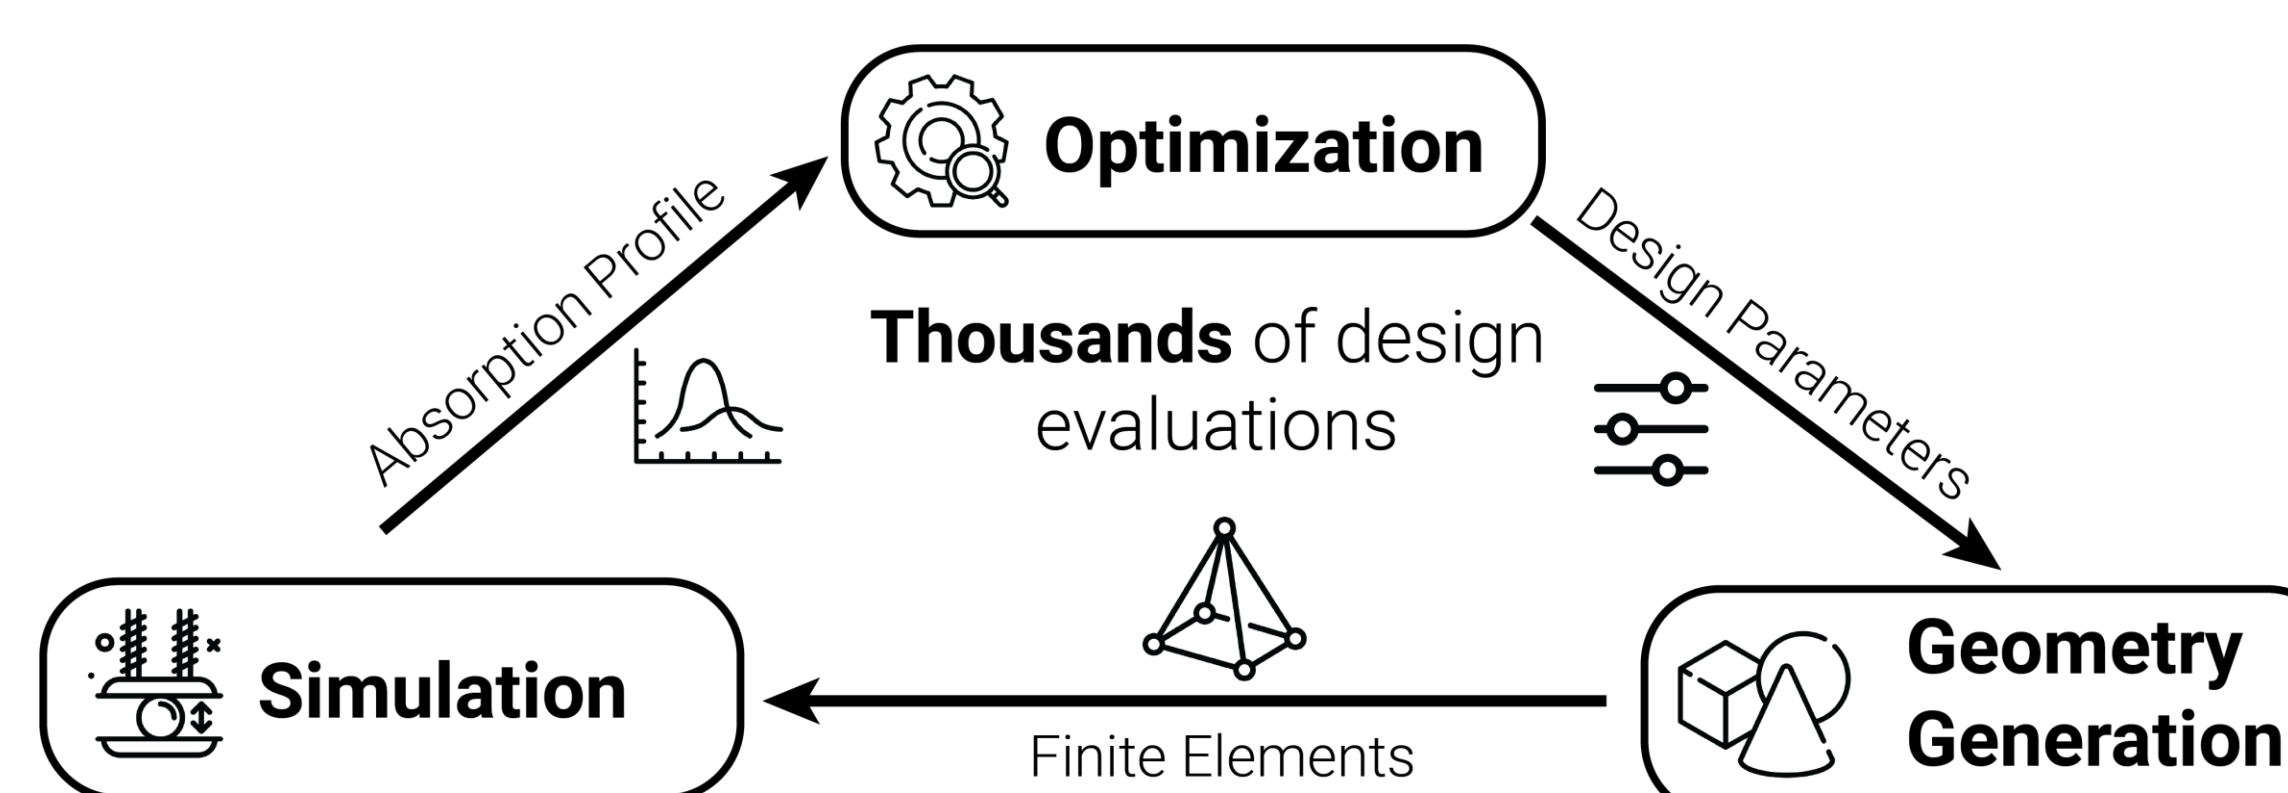 Optimization
Absorption Profile
Design Parameters
Thousands of design
evaluations
Simulation
Geometry
Generation
Finite Elements